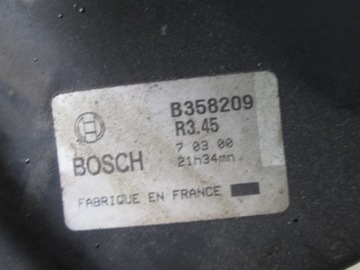 B358209
R3.45
7 03 00
BOSCH 21h34mn
FABRIQUE EN FRANCE